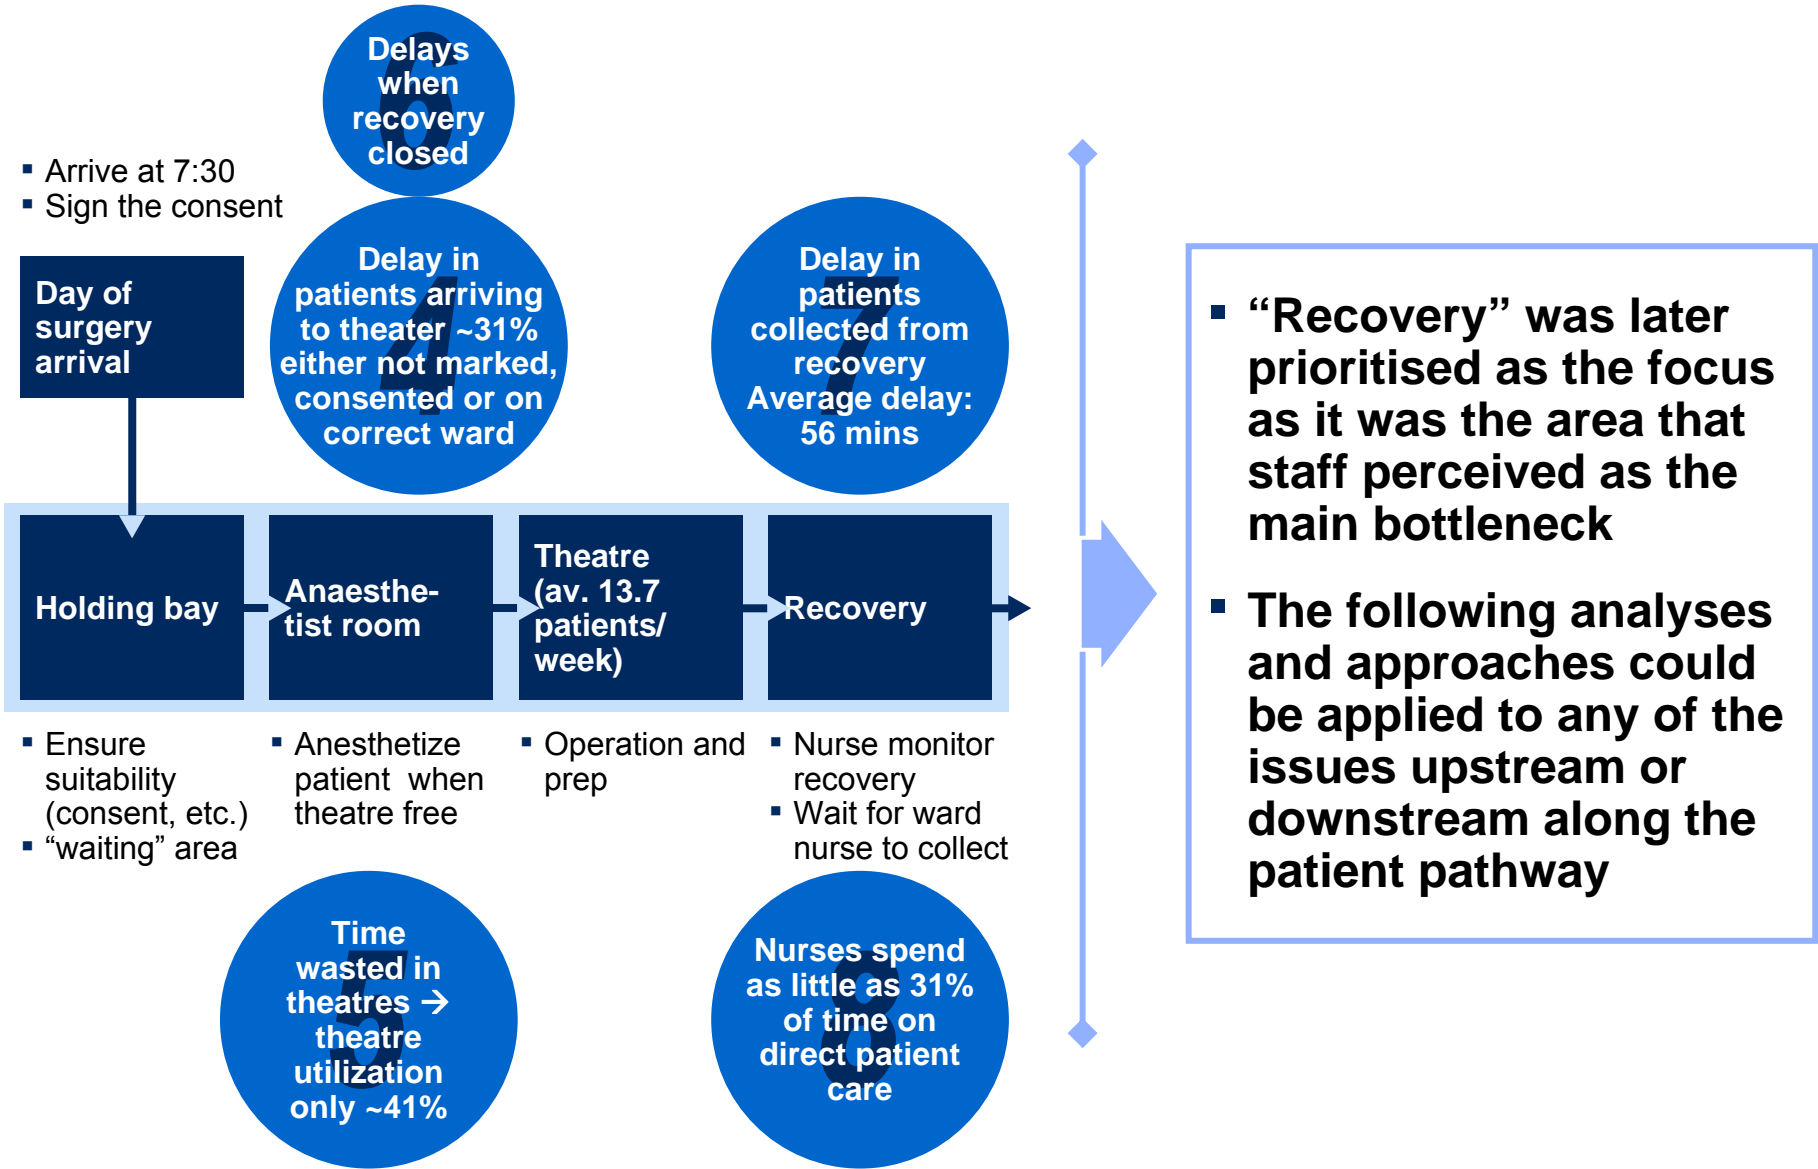 6
Delays
when
recovery
closed
▪ Arrive at 7:30
▪ Sign the consent
Day of
surgery
arrival
4
Delay in
patients arriving
to theater ~31%
either not marked,
consented or on
correct ward
7
Delay in
patients
collected from
recovery
Average delay:
56 mins
Holding bay
Anaesthe-
tist room
Theatre
(av. 13.7
patients/
week)
Recovery
▪ Ensure
suitability
(consent, etc.)
▪ “waiting” area
▪ Anesthetize
patient when
theatre free
▪ Operation and
prep
▪ Nurse monitor
recovery
▪ Wait for ward
nurse to collect
5
Time
wasted in
theatres →
theatre
utilization
only ~41%
8
Nurses spend
as little as 31%
of time on
direct patient
care
▪ “Recovery” was later
prioritised as the focus
as it was the area that
staff perceived as the
main bottleneck
▪ The following analyses
and approaches could
be applied to any of the
issues upstream or
downstream along the
patient pathway